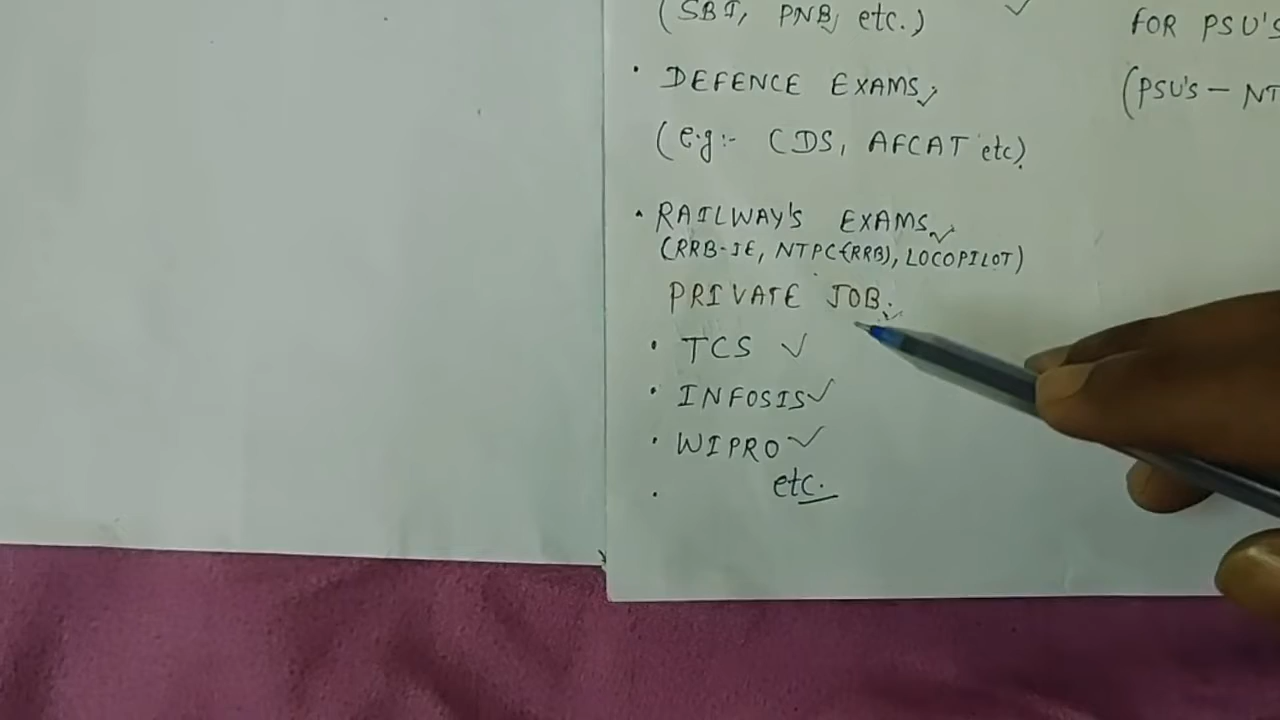 (SBI, PNB, etc.)
• DEFENCE EXAMS
(e.g:- CDS, AFCAT etc)
• RAILWAY'S EXAMS
(RRB-JE, NTPC(RRB), LOCOPILOT)
PRIVATE JOB.
• TCS ✓
• INFOSIS ✓
• WIPRO ✓
• etc.
FOR PSU'S
(PSU'S — NT